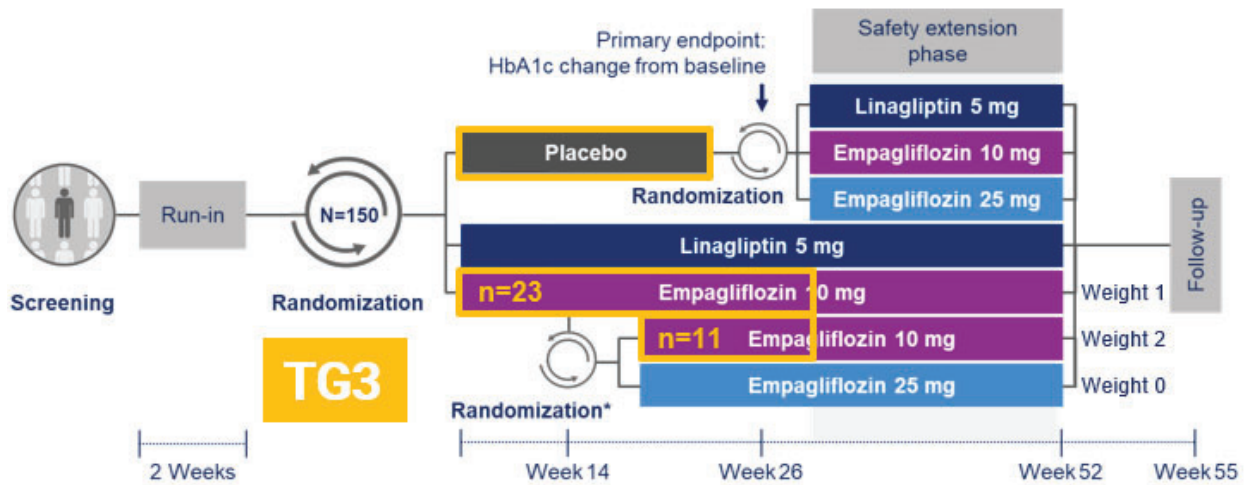 Primary endpoint:
HbA1c change from baseline
Safety extension
phase
Linagliptin 5 mg
Placebo
Empagliflozin 10 mg
Randomization
Empagliflozin 25 mg
Run-in
N=150
Linagliptin 5 mg
Screening
Randomization
n=23
Empagliflozin 10 mg
Weight 1
Follow-up
n=11
Empagliflozin 10 mg
Weight 2
TG3
Empagliflozin 25 mg
Weight 0
Randomization*
2 Weeks
Week 14
Week 26
Week 52
Week 55